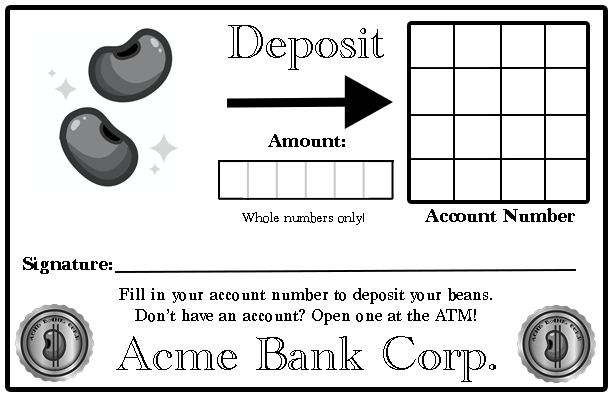 Deposit
Amount:
Whole numbers only!
Account Number
Signature:
Fill in your account number to deposit your beans.
Don't have an account? Open one at the ATM!
Acme Bank Corp.